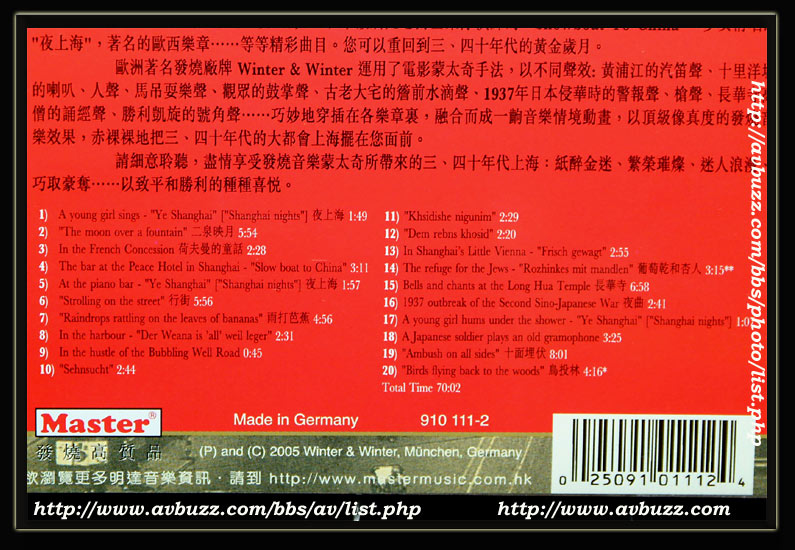 "夜上海"，著名的歐西樂章……等等精彩曲目。您可以重回到三、四十年代的黃金歲月。
歐洲著名發燒廠牌 Winter & Winter 運用了電影蒙太奇手法，以不同聲效: 黃浦江的汽笛聲、十里洋場
的喇叭、人聲、馬吊耍樂聲、觀眾的鼓掌聲、古老大宅的簷前水滴聲、1937年日本侵華時的警報聲、槍聲、長華寺
僧的誦經聲、勝利凱旋的號角聲……巧妙地穿插在各樂章裏，融合而成一齣音樂情境動畫，以頂級像真度的發燒
樂效果，赤裸裸地把三、四十年代的大都會上海擺在您面前。
請細意聆聽，盡情享受發燒音樂蒙太奇所帶來的三、四十年代上海：紙醉金迷、繁榮璀燦、迷人浪漫
巧取豪奪……以致平和勝利的種種喜悅。
1) A young girl sings - "Ye Shanghai" ["Shanghai nights"] 夜上海 1:49
2) "The moon over a fountain" 二泉映月 5:54
3) In the French Concession 荷夫曼的童話 2:28
4) The bar at the Peace Hotel in Shanghai - "Slow boat to China" 3:11
5) At the piano bar - "Ye Shanghai" ["Shanghai nights"] 夜上海 1:57
6) "Strolling on the street" 行街 5:56
7) "Raindrops rattling on the leaves of bananas" 雨打芭蕉 4:56
8) In the harbour - "Der Weana is 'all' weil leger" 2:31
9) In the hustle of the Bubbling Well Road 0:45
10) "Sehnsucht" 2:44
11) "Khsidishe nigunim" 2:29
12) "Dem rebns khosid" 2:20
13) In Shanghai's Little Vienna - "Frisch gewagt" 2:55
14) The refuge for the Jews - "Rozhinkes mit mandlen" 葡萄乾和杏人 3:15**
15) Bells and chants at the Long Hua Temple 長華寺 6:58
16) 1937 outbreak of the Second Sino-Japanese War 夜曲 2:41
17) A young girl hums under the shower - "Ye Shanghai" ["Shanghai nights"]
18) A Japanese soldier plays an old gramophone 3:25
19) "Ambush on all sides" 十面埋伏 8:01
20) "Birds flying back to the woods" 鳥投林 4:16*
Total Time 70:02
Master®
發燒高質品
Made in Germany 910 111-2
(P) and (C) 2005 Winter & Winter, München, Germany
欲瀏覽更多明達音樂資訊，請到 http://www.mastermusic.com.hk
0 25091 01112 4
http://avbuzz.com/bbs/photo/list.php
http://www.avbuzz.com/bbs/av/list.php http://www.avbuzz.com